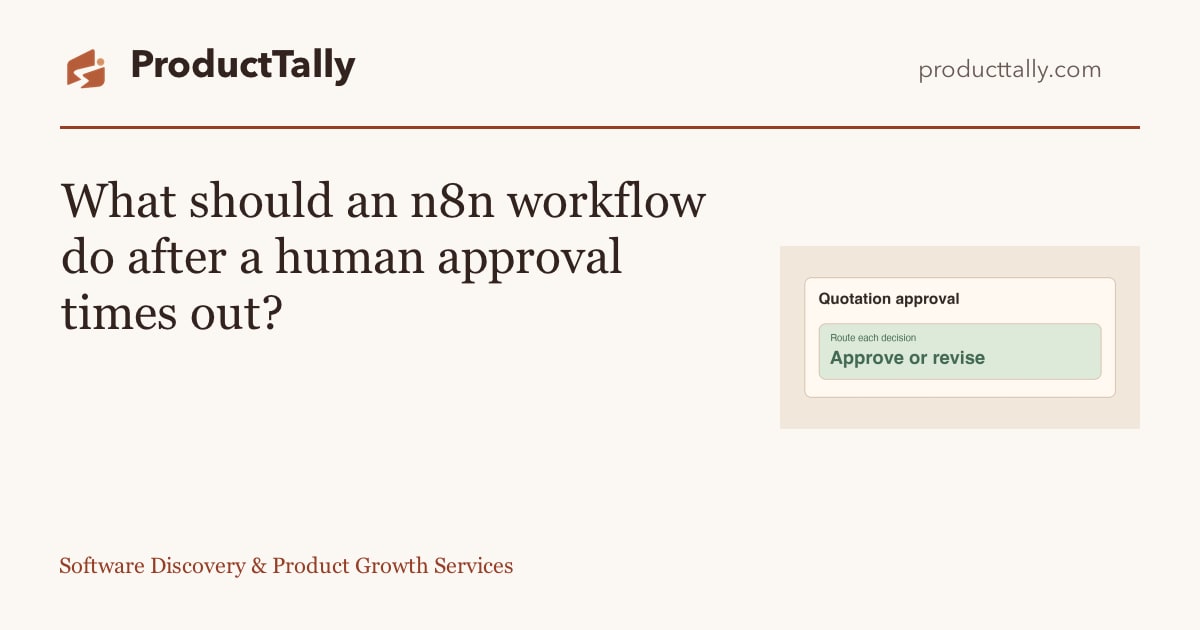 ProductTally
producttally.com
What should an n8n workflow
do after a human approval
times out?
Quotation approval
Route each decision
Approve or revise
Software Discovery & Product Growth Services